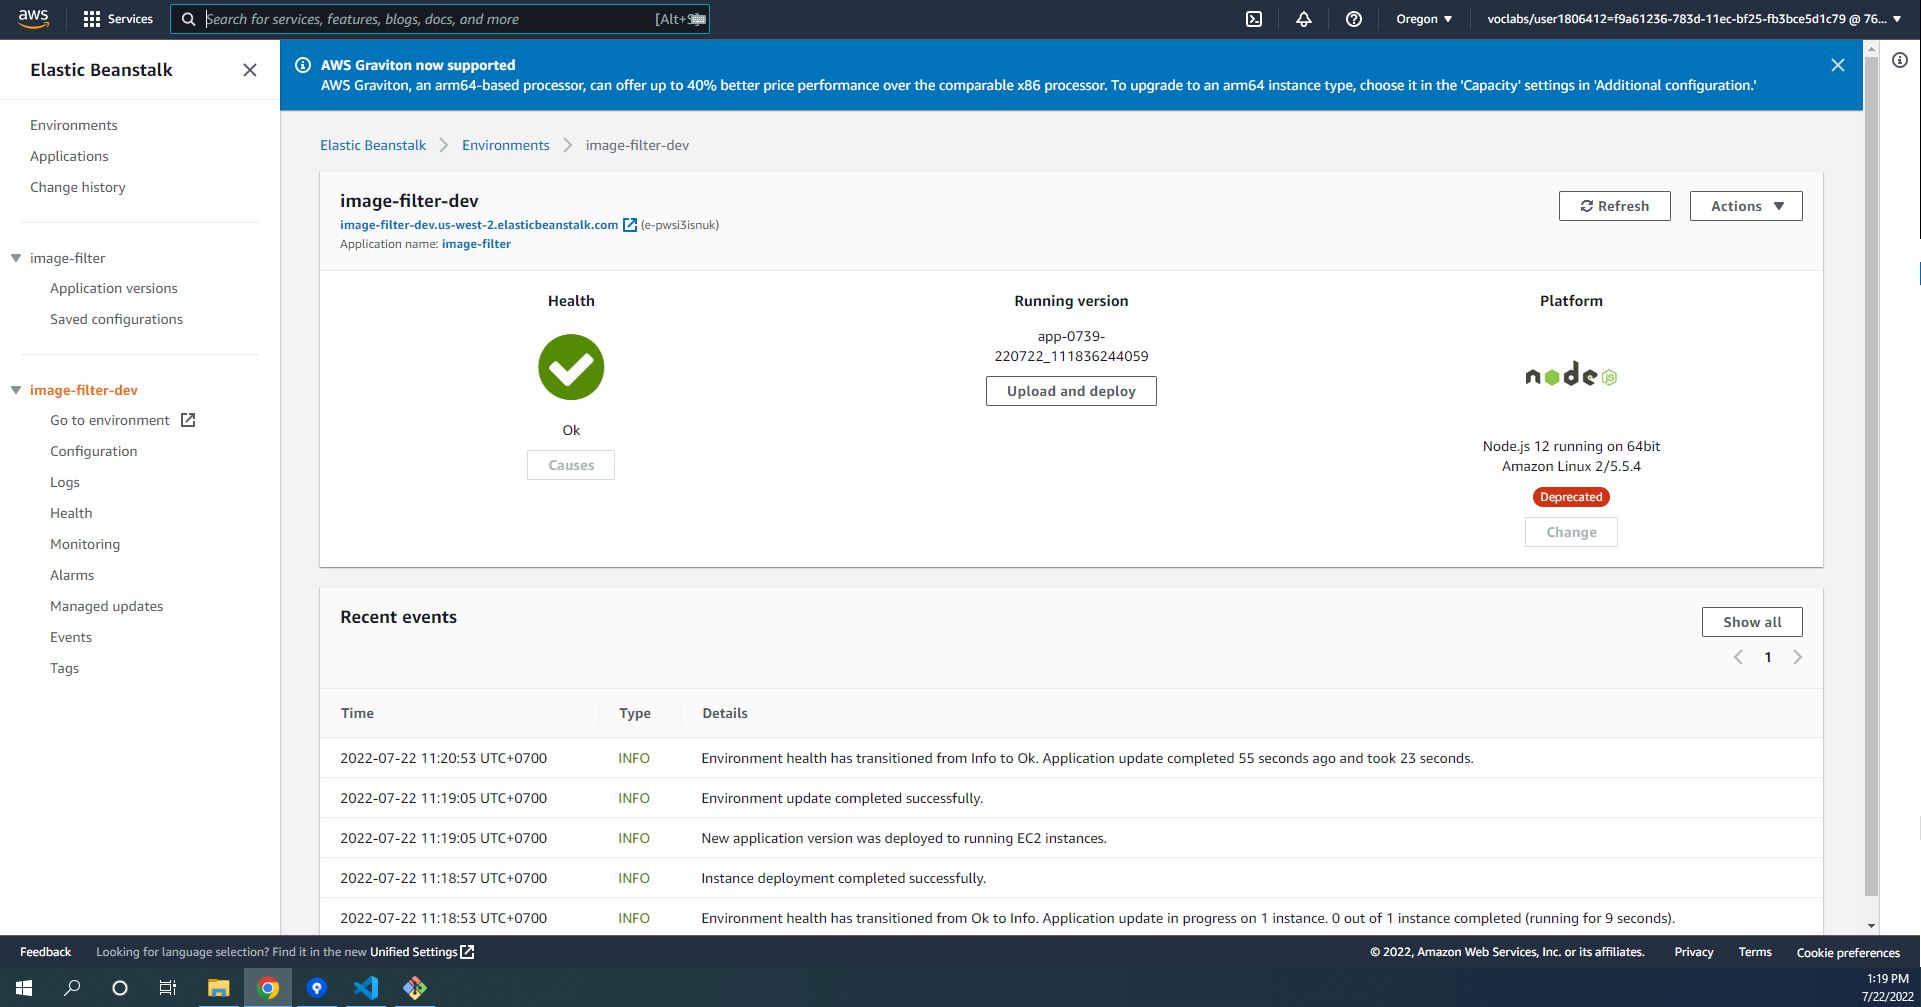 aws
Services
Search for services, features, blogs, docs, and more
Oregon ▼
voclabs/user1806412=f9a61236-783d-11ec-bf25-fb3bce5d1c79 @ 76... ▼
Elastic Beanstalk
Environments
Applications
Change history
image-filter
Application versions
Saved configurations
image-filter-dev
Go to environment
Configuration
Logs
Health
Monitoring
Alarms
Managed updates
Events
Tags
AWS Graviton now supported
AWS Graviton, an arm64-based processor, can offer up to 40% better price performance over the comparable x86 processor. To upgrade to an arm64 instance type, choose it in the 'Capacity' settings in 'Additional configuration.'
Elastic Beanstalk > Environments > image-filter-dev
image-filter-dev
image-filter-dev.us-west-2.elasticbeanstalk.com (e-pwsi3isnuk)
Application name: image-filter
Refresh
Actions ▼
Health
Ok
Causes
Running version
app-0739-
220722_111836244059
Upload and deploy
Platform
node JS
Node.js 12 running on 64bit
Amazon Linux 2/5.5.4
Deprecated
Change
Recent events
Show all
< 1 >
Time Type Details
2022-07-22 11:20:53 UTC+0700 INFO Environment health has transitioned from Info to Ok. Application update completed 55 seconds ago and took 23 seconds.
2022-07-22 11:19:05 UTC+0700 INFO Environment update completed successfully.
2022-07-22 11:19:05 UTC+0700 INFO New application version was deployed to running EC2 instances.
2022-07-22 11:18:57 UTC+0700 INFO Instance deployment completed successfully.
2022-07-22 11:18:53 UTC+0700 INFO Environment health has transitioned from Ok to Info. Application update in progress on 1 instance. 0 out of 1 instance completed (running for 9 seconds).
Feedback
Looking for language selection? Find it in the new Unified Settings
© 2022, Amazon Web Services, Inc. or its affiliates.
Privacy
Terms
Cookie preferences
1:19 PM
7/22/2022